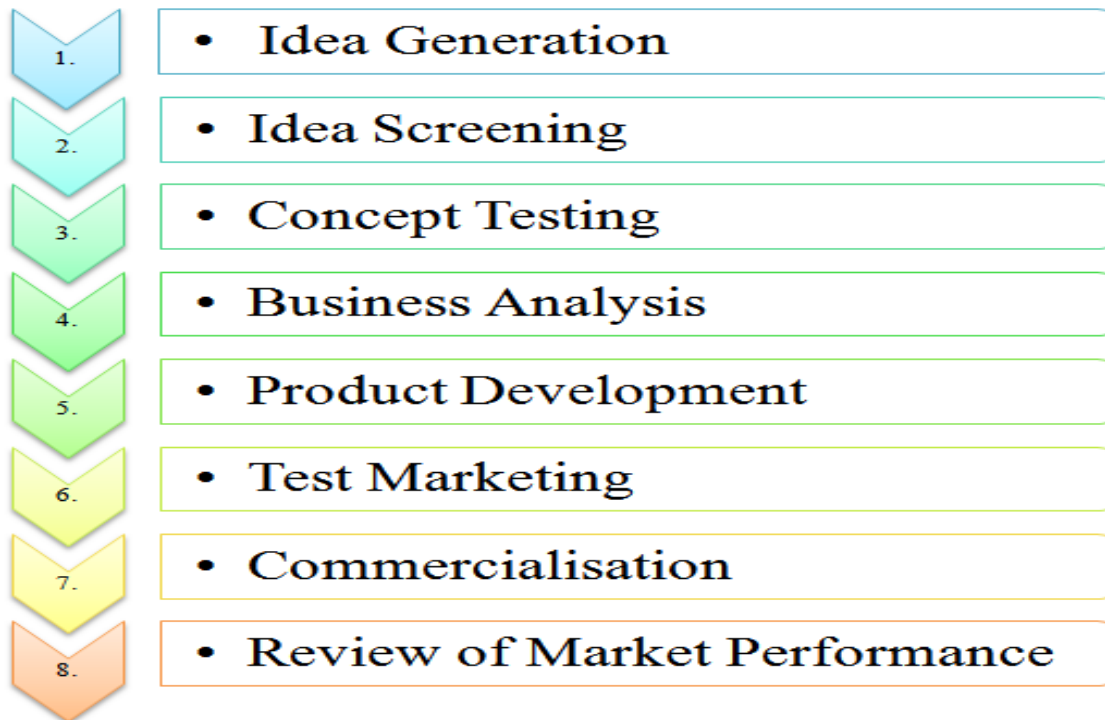 1. • Idea Generation
2. • Idea Screening
3. • Concept Testing
4. • Business Analysis
5. • Product Development
6. • Test Marketing
7. • Commercialisation
8. • Review of Market Performance